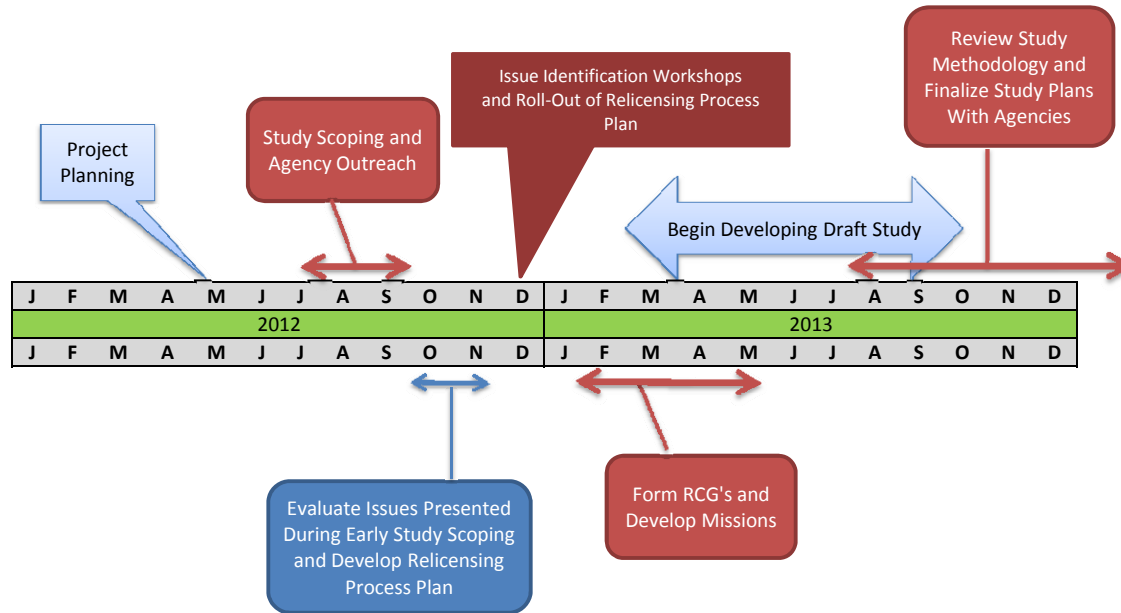 Review Study
Methodology and
Finalize Study Plans
With Agencies
Issue Identification Workshops
and Roll-Out of Relicensing Process
Plan
Study Scoping and
Agency Outreach
Project
Planning
Begin Developing Draft Study
J F M A M J J A S O N D J F M A M J J A S O N D
2012 2013
J F M A M J J A S O N D J F M A M J J A S O N D
Evaluate Issues Presented
During Early Study Scoping
and Develop Relicensing
Process Plan
Form RCG's and
Develop Missions